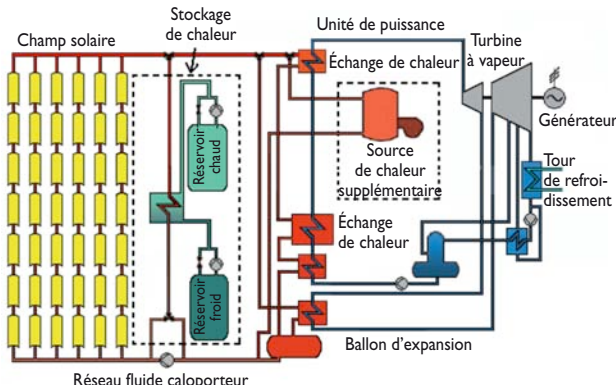 Champ solaire
Stockage
de chaleur
Unité de puissance
Turbine
à vapeur
Échange de chaleur
Générateur
Réservoir
chaud
Source
de chaleur
supplémentaire
Tour
de refroi-
dissement
Échange
de chaleur
Réservoir
froid
Ballon d'expansion
Réseau fluide caloporteur